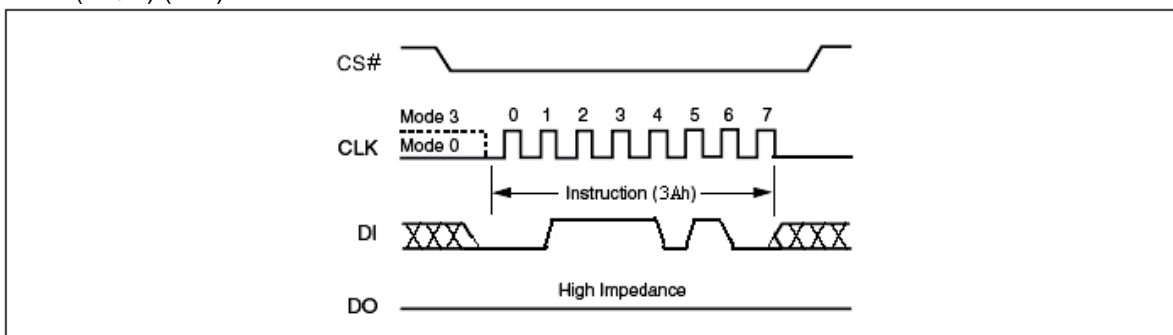 CS#
Mode 3 0 1 2 3 4 5 6 7
CLK Mode 0
Instruction (3Ah)
DI
High Impedance
DO